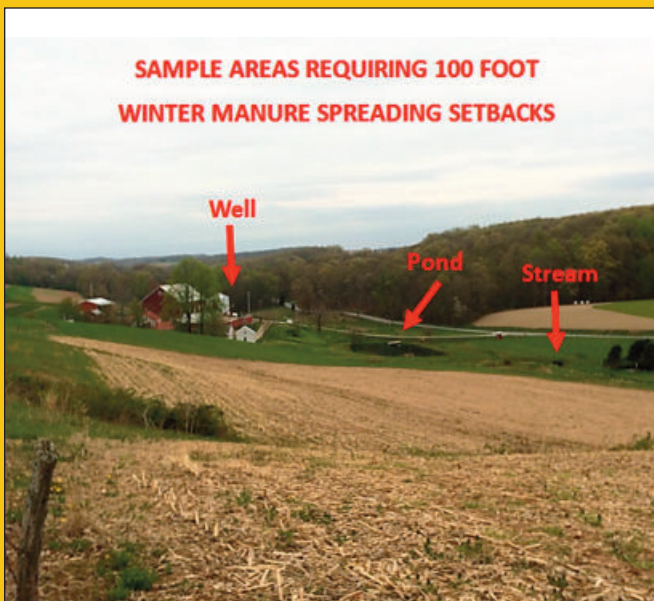 SAMPLE AREAS REQUIRING 100 FOOT
WINTER MANURE SPREADING SETBACKS
Well
Pond
Stream